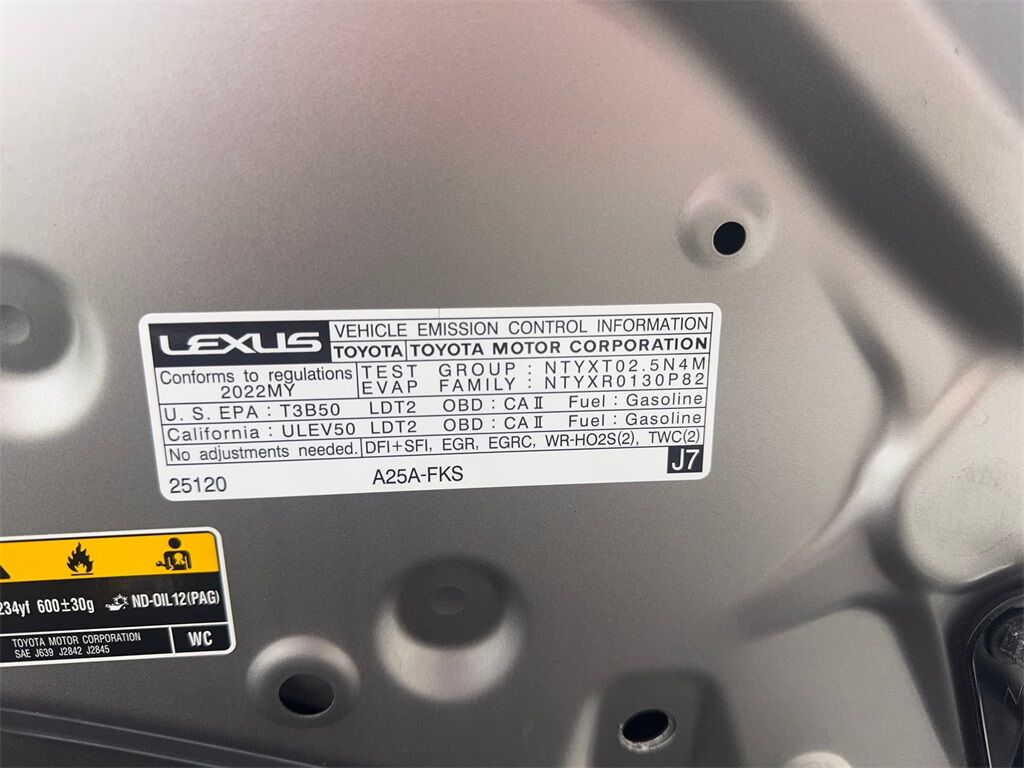 LEXUS VEHICLE EMISSION CONTROL INFORMATION
TOYOTA TOYOTA MOTOR CORPORATION
Conforms to regulations
2022MY
TEST GROUP : NTYXT02.5N4M
EVAP FAMILY : NTYXR0130P82
U. S. EPA : T3B50 LDT2 OBD : CA II Fuel : Gasoline
California : ULEV50 LDT2 OBD : CA II Fuel : Gasoline
No adjustments needed. DFI+SFI, EGR, EGRC, WR-HO2S(2), TWC(2)
25120 A25A-FKS J7
234yf 600±30g ND-OIL12(PAG)
TOYOTA MOTOR CORPORATION
SAE J639 J2842 J2845
WC